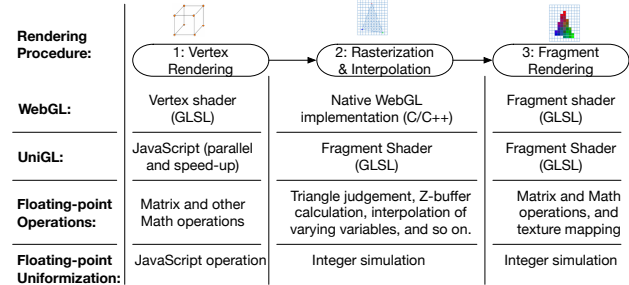 Rendering
Procedure:
1: Vertex
Rendering
2: Rasterization
& Interpolation
3: Fragment
Rendering
WebGL:
Vertex shader
(GLSL)
Native WebGL
implementation (C/C++)
Fragment shader
(GLSL)
UniGL:
JavaScript (parallel
and speed-up)
Fragment Shader
(GLSL)
Fragment Shader
(GLSL)
Floating-point
Operations:
Matrix and other
Math operations
Triangle judgement, Z-buffer
calculation, interpolation of
varying variables, and so on.
Matrix and Math
operations, and
texture mapping
Floating-point
Uniformization:
JavaScript operation
Integer simulation
Integer simulation